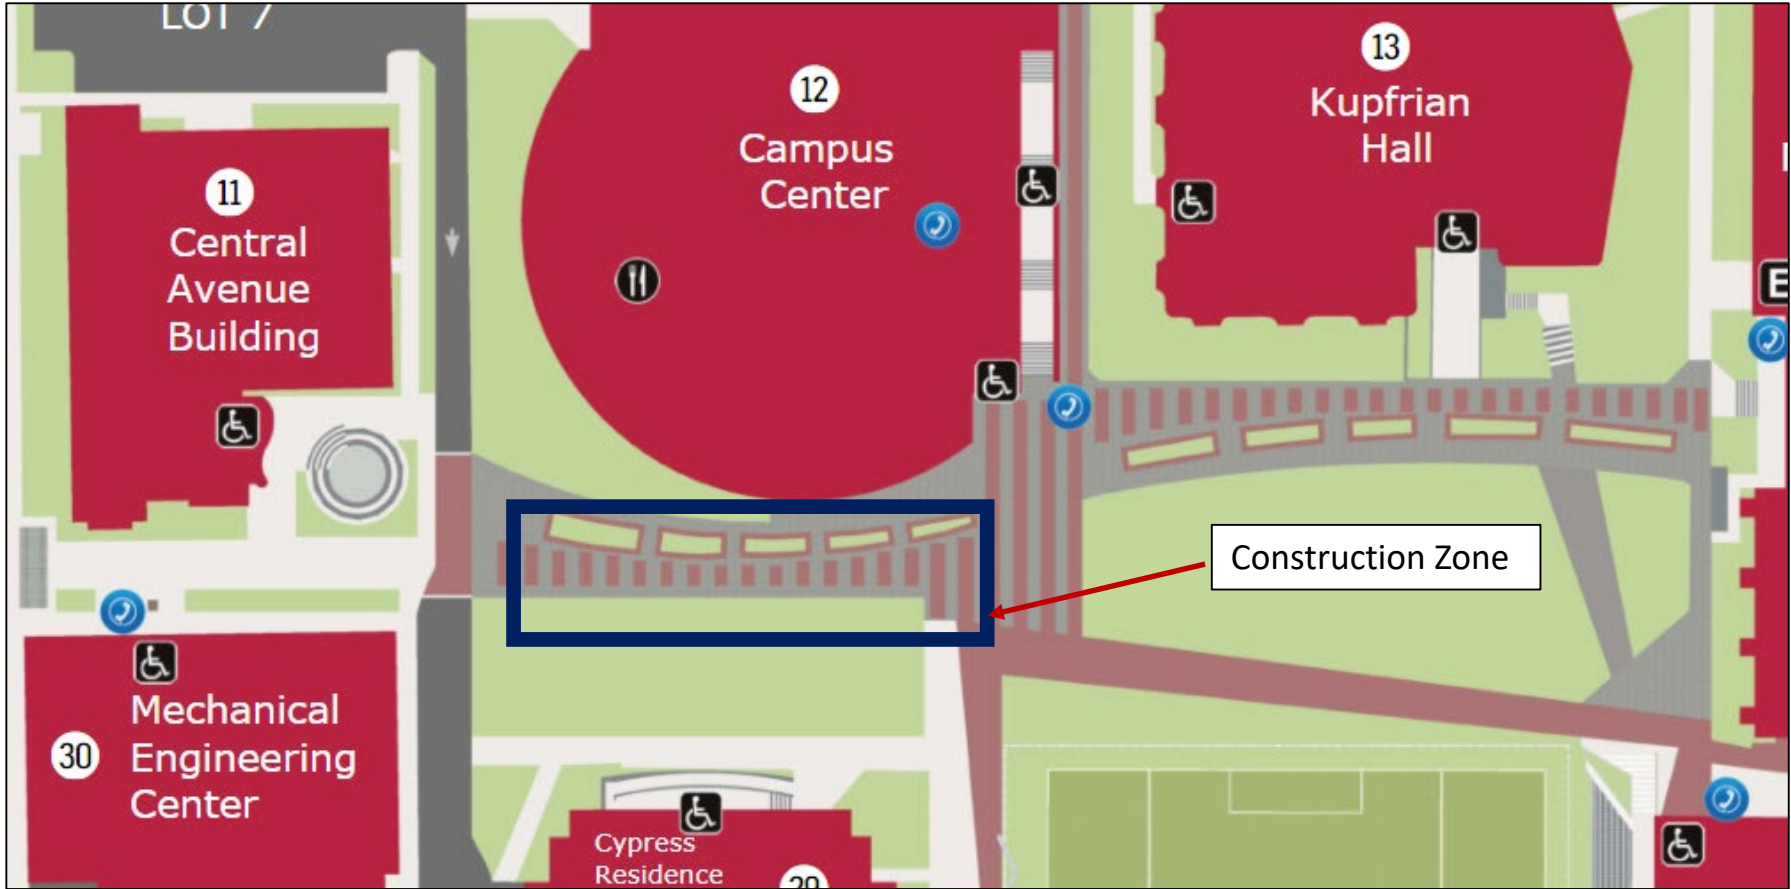 LOT 7
12
Campus
Center
13
Kupfrian
Hall
11
Central
Avenue
Building
E
Construction Zone
30
Mechanical
Engineering
Center
Cypress
Residence
29